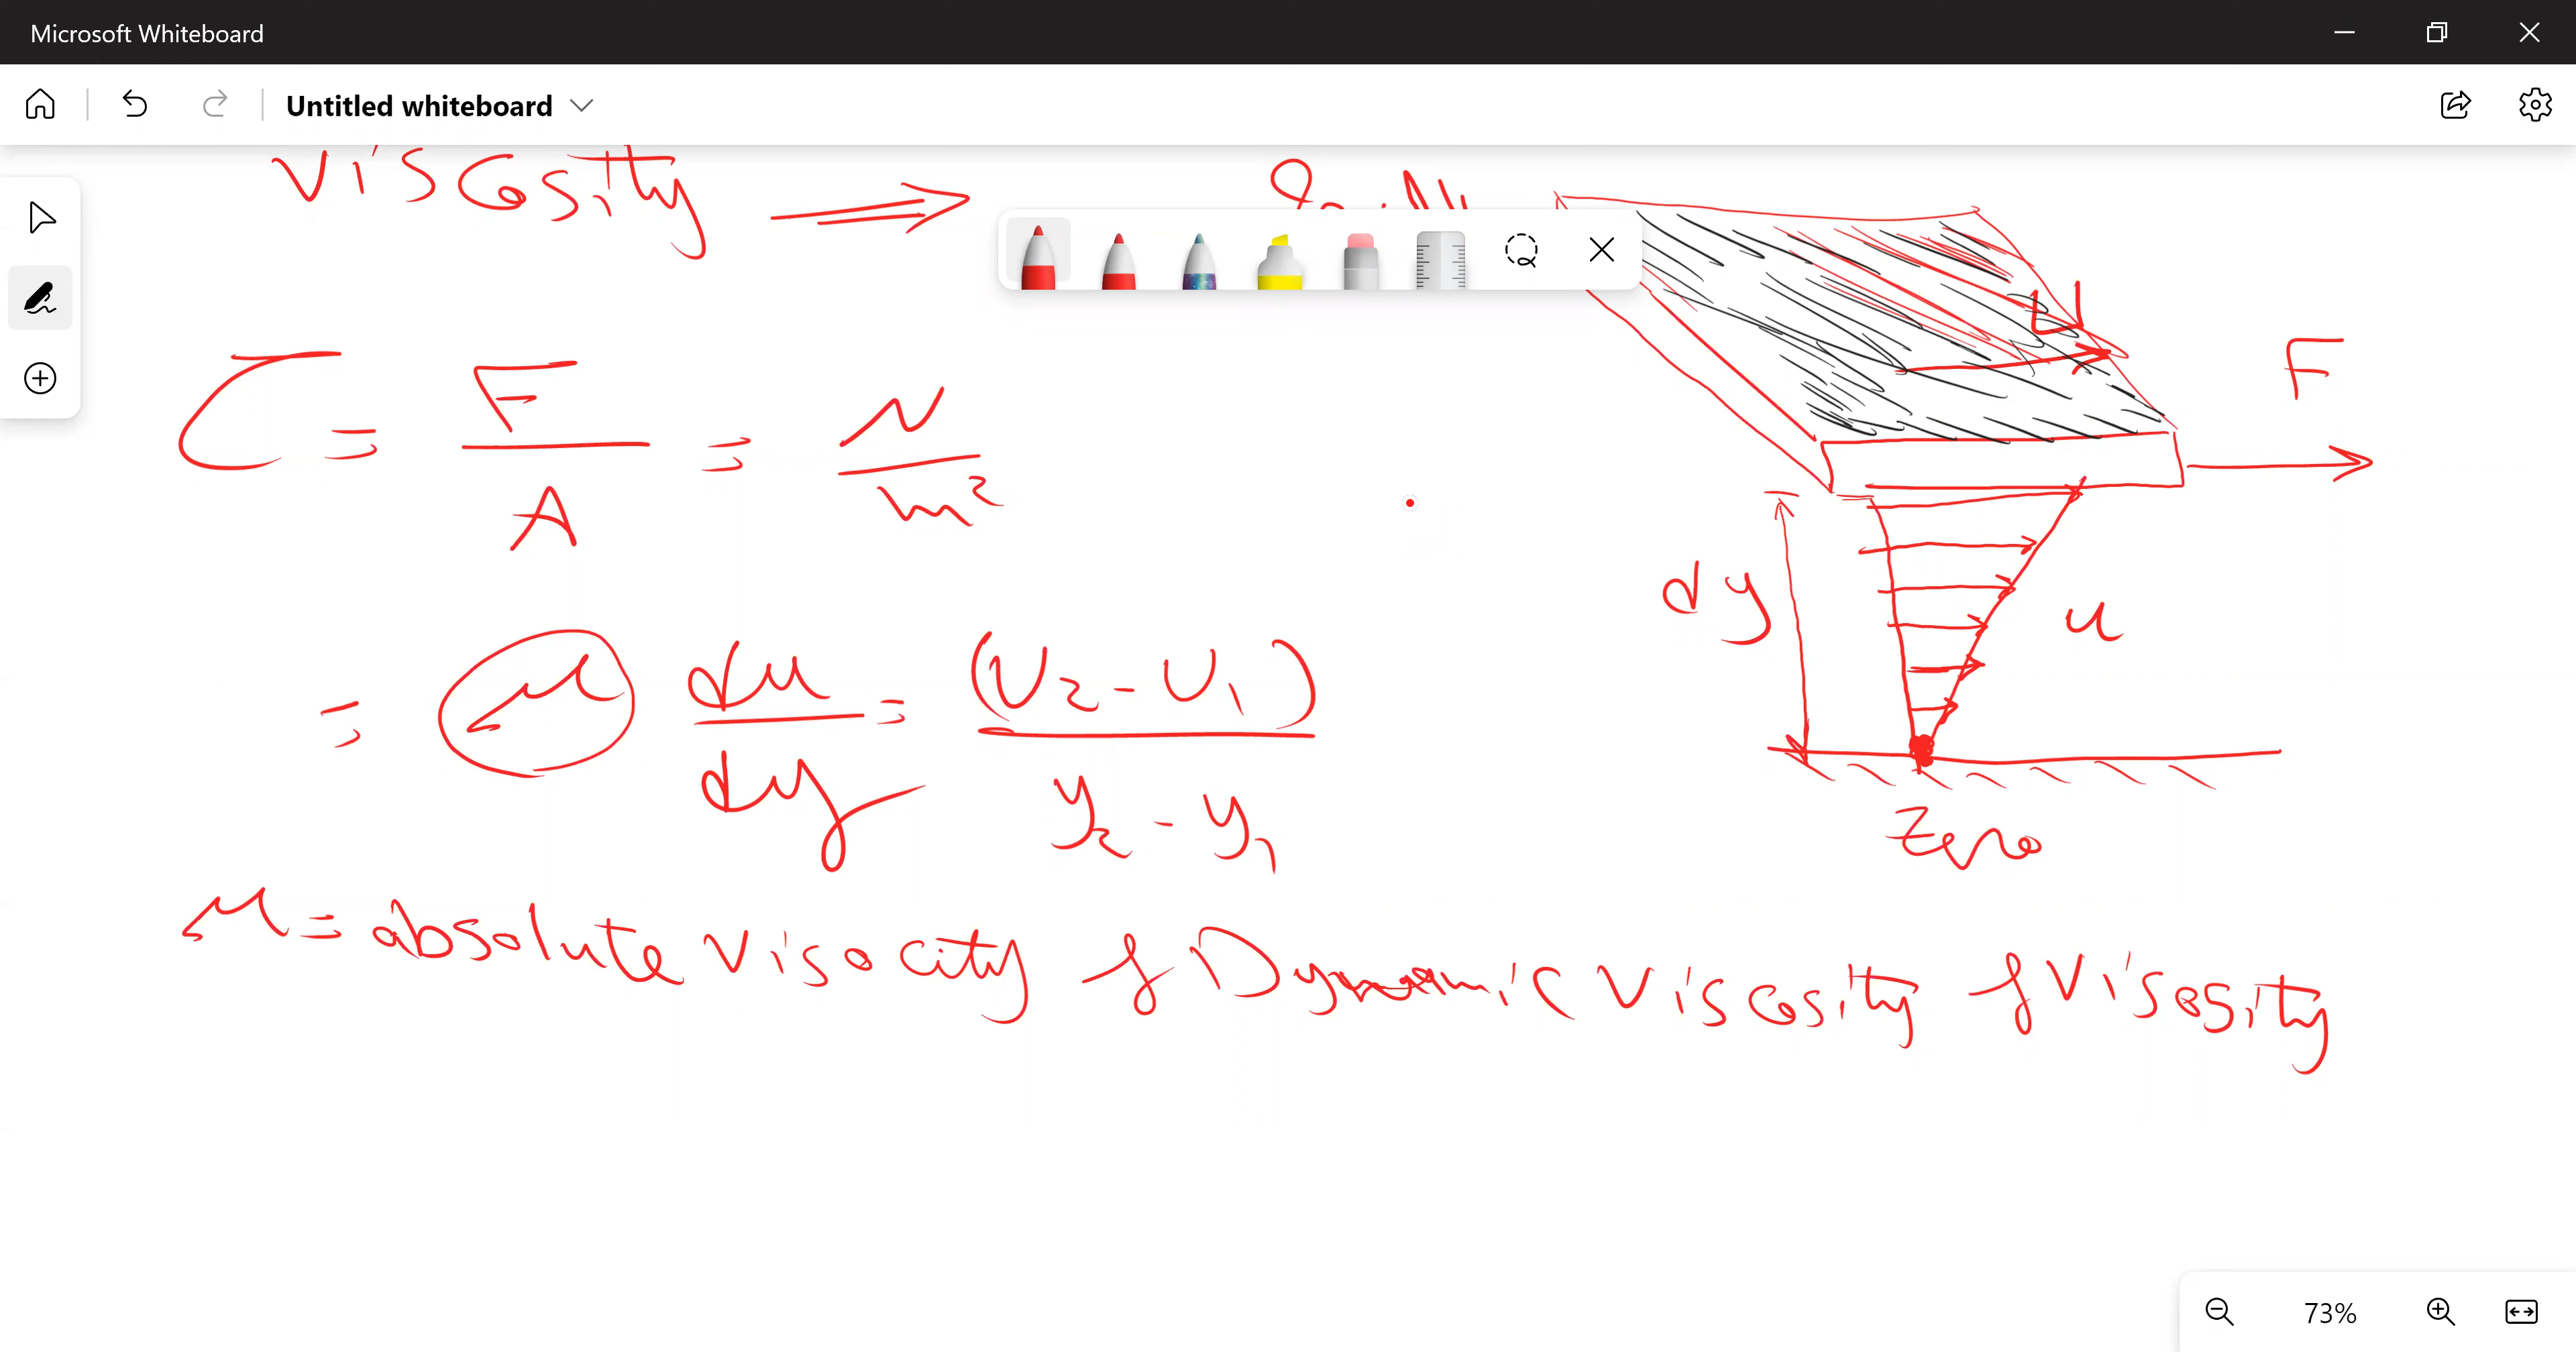 Microsoft Whiteboard
Untitled whiteboard
Viscosity ⟹
U
F
τ = F/A = N/m²
dy
u
= μ du/dy = (U₂ - U₁)/y₂ - y₁
Zero
μ = absolute Visocity & Dynamic Viscosity & Viscosity
73%